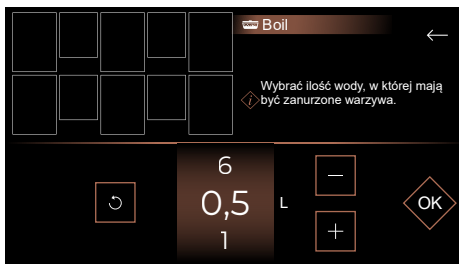 Boil
Wybrać ilość wody, w której mają
być zanurzone warzywa.
6
0,5
L
1
OK